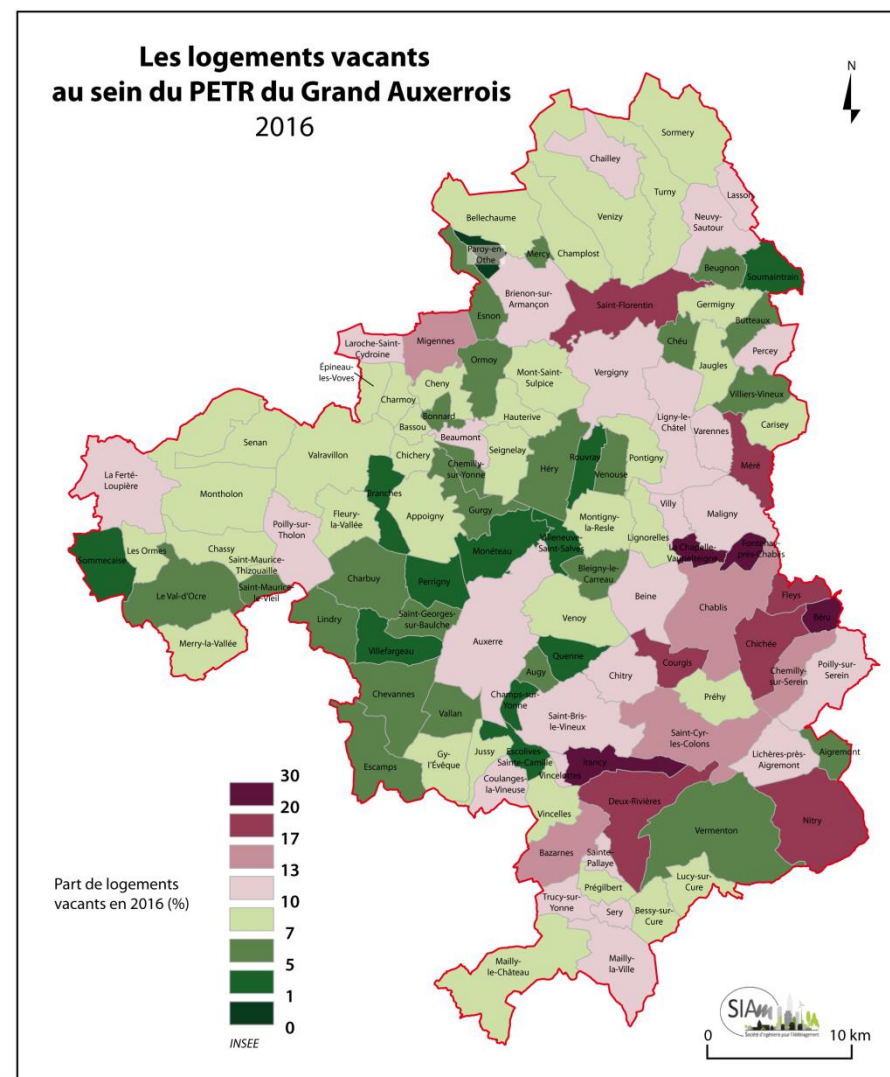 Les logements vacants
au sein du PETR du Grand Auxerrois
2016
N
Sormery
Chailley
Lasson
Turny
Neuvy-
Sautour
Bellechaume
Venizy
Champlost
Paroy-en-
Othe
Mercy
Beugnon
Soumaintrain
Brienon-sur-
Armançon
Saint-Florentin
Germigny
Butteaux
Esnon
Laroche-Saint-
Cydroine
Migennes
Chéu
Percey
Ormoy
Vergigny
Jaulges
Épineau-
les-Voves
Mont-Saint-
Sulpice
Cheny
Charmoy
Villiers-Vineux
Bonnard
Hauterive
Ligny-le-
Châtel
Varennes
Carisey
Bassou
Senan
Beaumont
Seignelay
Valravillon
Chichery
Chemilly-
sur-Yonne
Héry
Rouvray
Venouse
Pontigny
Méré
La Ferté-
Loupière
Branches
Montholon
Fleury-
la-Vallée
Appoigny
Gurgy
Montigny-
la-Resle
Villy
Maligny
Poilly-sur-
Tholon
Lignorelles
Monéteau
Villeneuve-
Saint-Salves
La Chapelle-
Vaupelteigne
Fontenay-
près-Chablis
Les Ormes
Chassy
Sommecaise
Saint-Maurice-
Thizouaille
Charbuy
Perrigny
Bleigny-le-
Carreau
Le Val-d'Ocre
Saint-Maurice-
le-Vieil
Beine
Chablis
Fleys
Béru
Lindry
Saint-Georges-
sur-Baulche
Venoy
Merry-la-Vallée
Auxerre
Chichée
Villefargeau
Quenne
Courgis
Chemilly-
sur-Serein
Poilly-sur-
Serein
Augy
Chitry
Chevannes
Champs-sur-
Yonne
Préhy
Vallan
Saint-Bris-
le-Vineux
Saint-Cyr-
les-Colons
Lichères-près-
Aigremont
Aigremont
Escamps
Gy-
l'Évêque
Jussy
Escolives-
Sainte-Camille
Irancy
Vincelottes
Coulanges-
la-Vineuse
Deux-Rivières
Vincelles
Vermenton
Nitry
Bazarnes
Sainte-
Pallaye
Prégilbert
Lucy-sur-
Cure
Trucy-sur-
Yonne
Sery
Bessy-sur-
Cure
Mailly-
le-Château
Mailly-
la-Ville
30
20
17
13
10
7
5
1
0
Part de logements
vacants en 2016 (%)
INSEE
SIAm
Société d'ingénierie pour l'aménagement
0 10 km